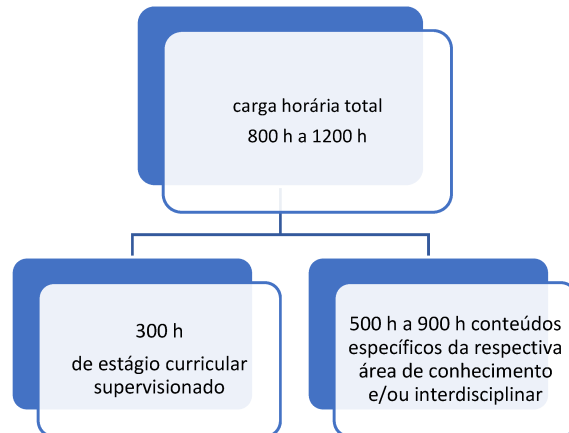 carga horária total
800 h a 1200 h
300 h
de estágio curricular
supervisionado
500 h a 900 h conteúdos
específicos da respectiva
área de conhecimento
e/ou interdisciplinar